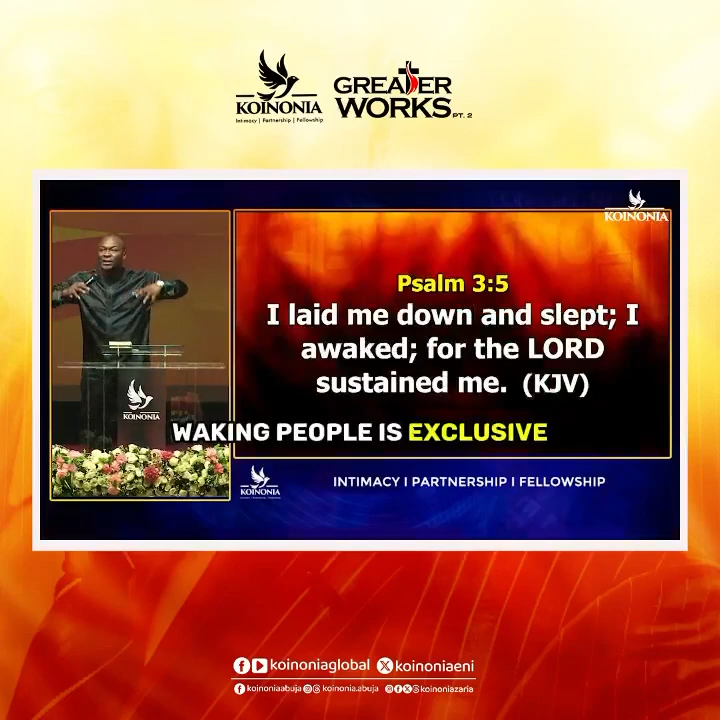 KOINONIA
Intimacy | Partnership | Fellowship
GREATER
WORKS PT. 2
KOINONIA
Psalm 3:5
I laid me down and slept; I
awaked; for the LORD
sustained me. (KJV)
KOINONIA
WAKING PEOPLE IS EXCLUSIVE
KOINONIA
INTIMACY I PARTNERSHIP I FELLOWSHIP
koinoniaglobal koinoniaeni
koinoniaabuja koinonia.abuja koinoniazaria